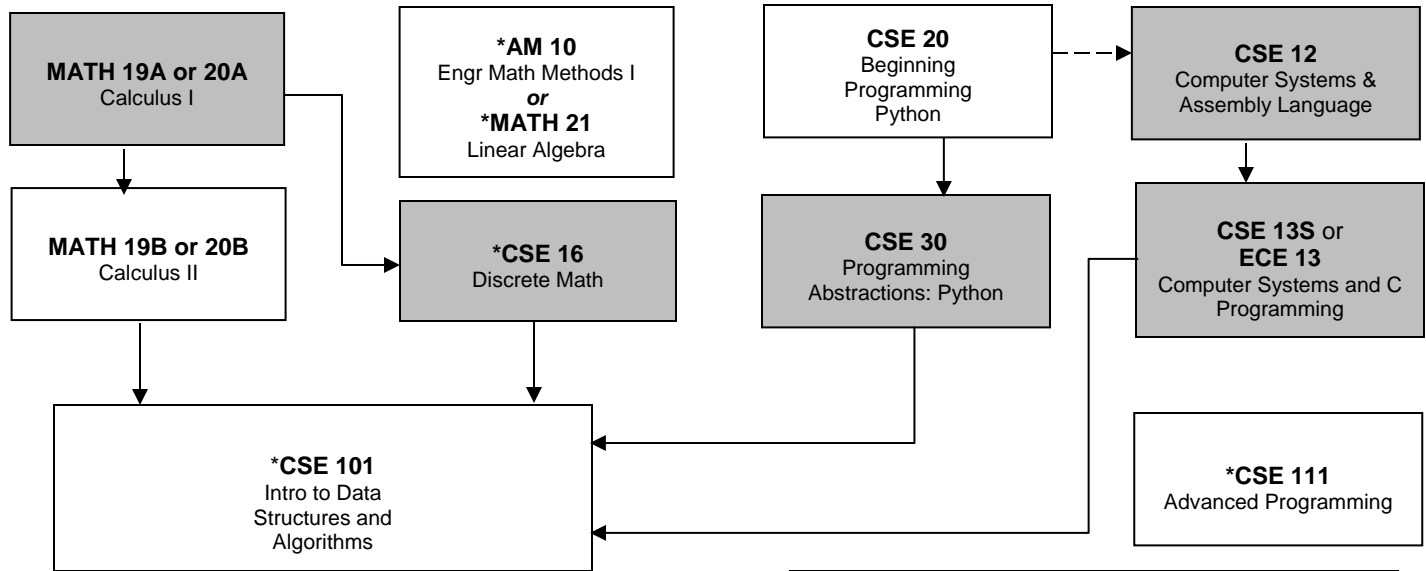 MATH 19A or 20A
Calculus I
*AM 10
Engr Math Methods I
or
*MATH 21
Linear Algebra
CSE 20
Beginning
Programming
Python
CSE 12
Computer Systems &
Assembly Language
MATH 19B or 20B
Calculus II
*CSE 16
Discrete Math
CSE 30
Programming
Abstractions: Python
CSE 13S or
ECE 13
Computer Systems and C
Programming
*CSE 101
Intro to Data
Structures and
Algorithms
*CSE 111
Advanced Programming